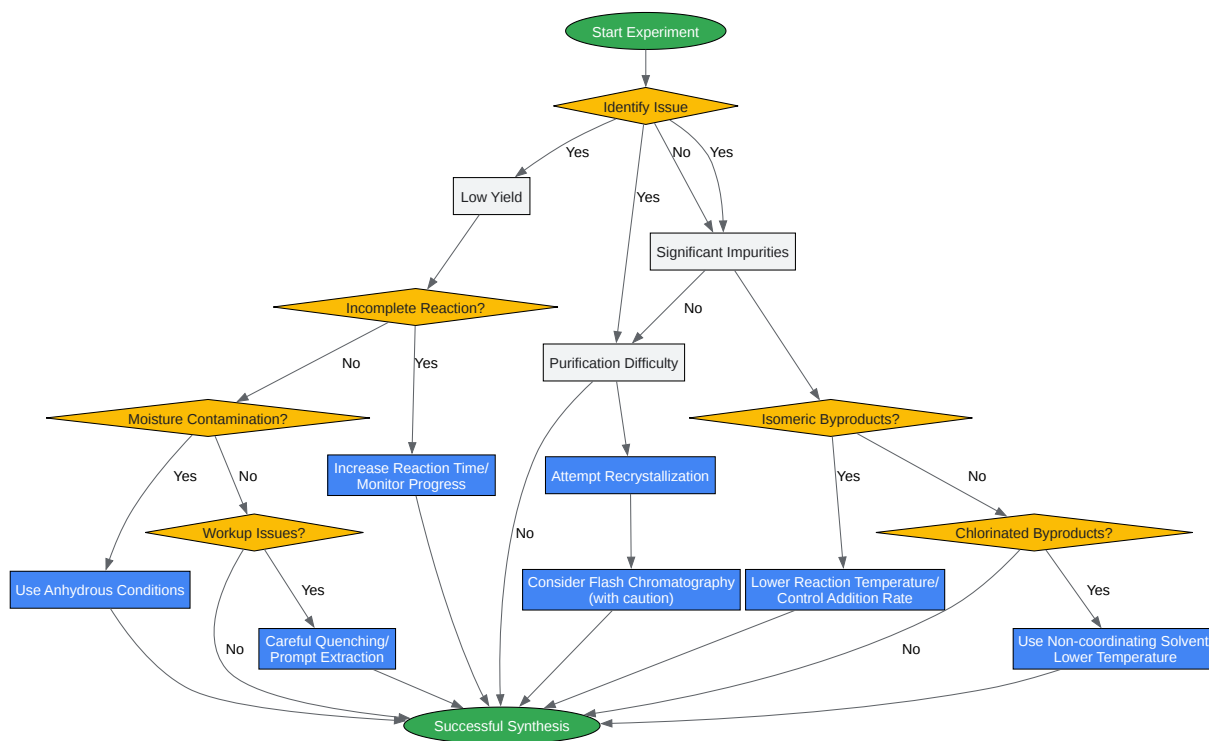 Start Experiment
Identify Issue
Yes
No
Yes
Low Yield
Yes
Significant Impurities
Incomplete Reaction?
No
No
Yes
Purification Difficulty
Moisture Contamination?
Isomeric Byproducts?
Yes
No
Increase Reaction Time/
Monitor Progress
Attempt Recrystallization
Yes
No
Workup Issues?
No
Chlorinated Byproducts?
Use Anhydrous Conditions
Yes
Consider Flash Chromatography
(with caution)
Lower Reaction Temperature/
Control Addition Rate
Yes
No
Careful Quenching/
Prompt Extraction
No
Use Non-coordinating Solvent/
Lower Temperature
Successful Synthesis